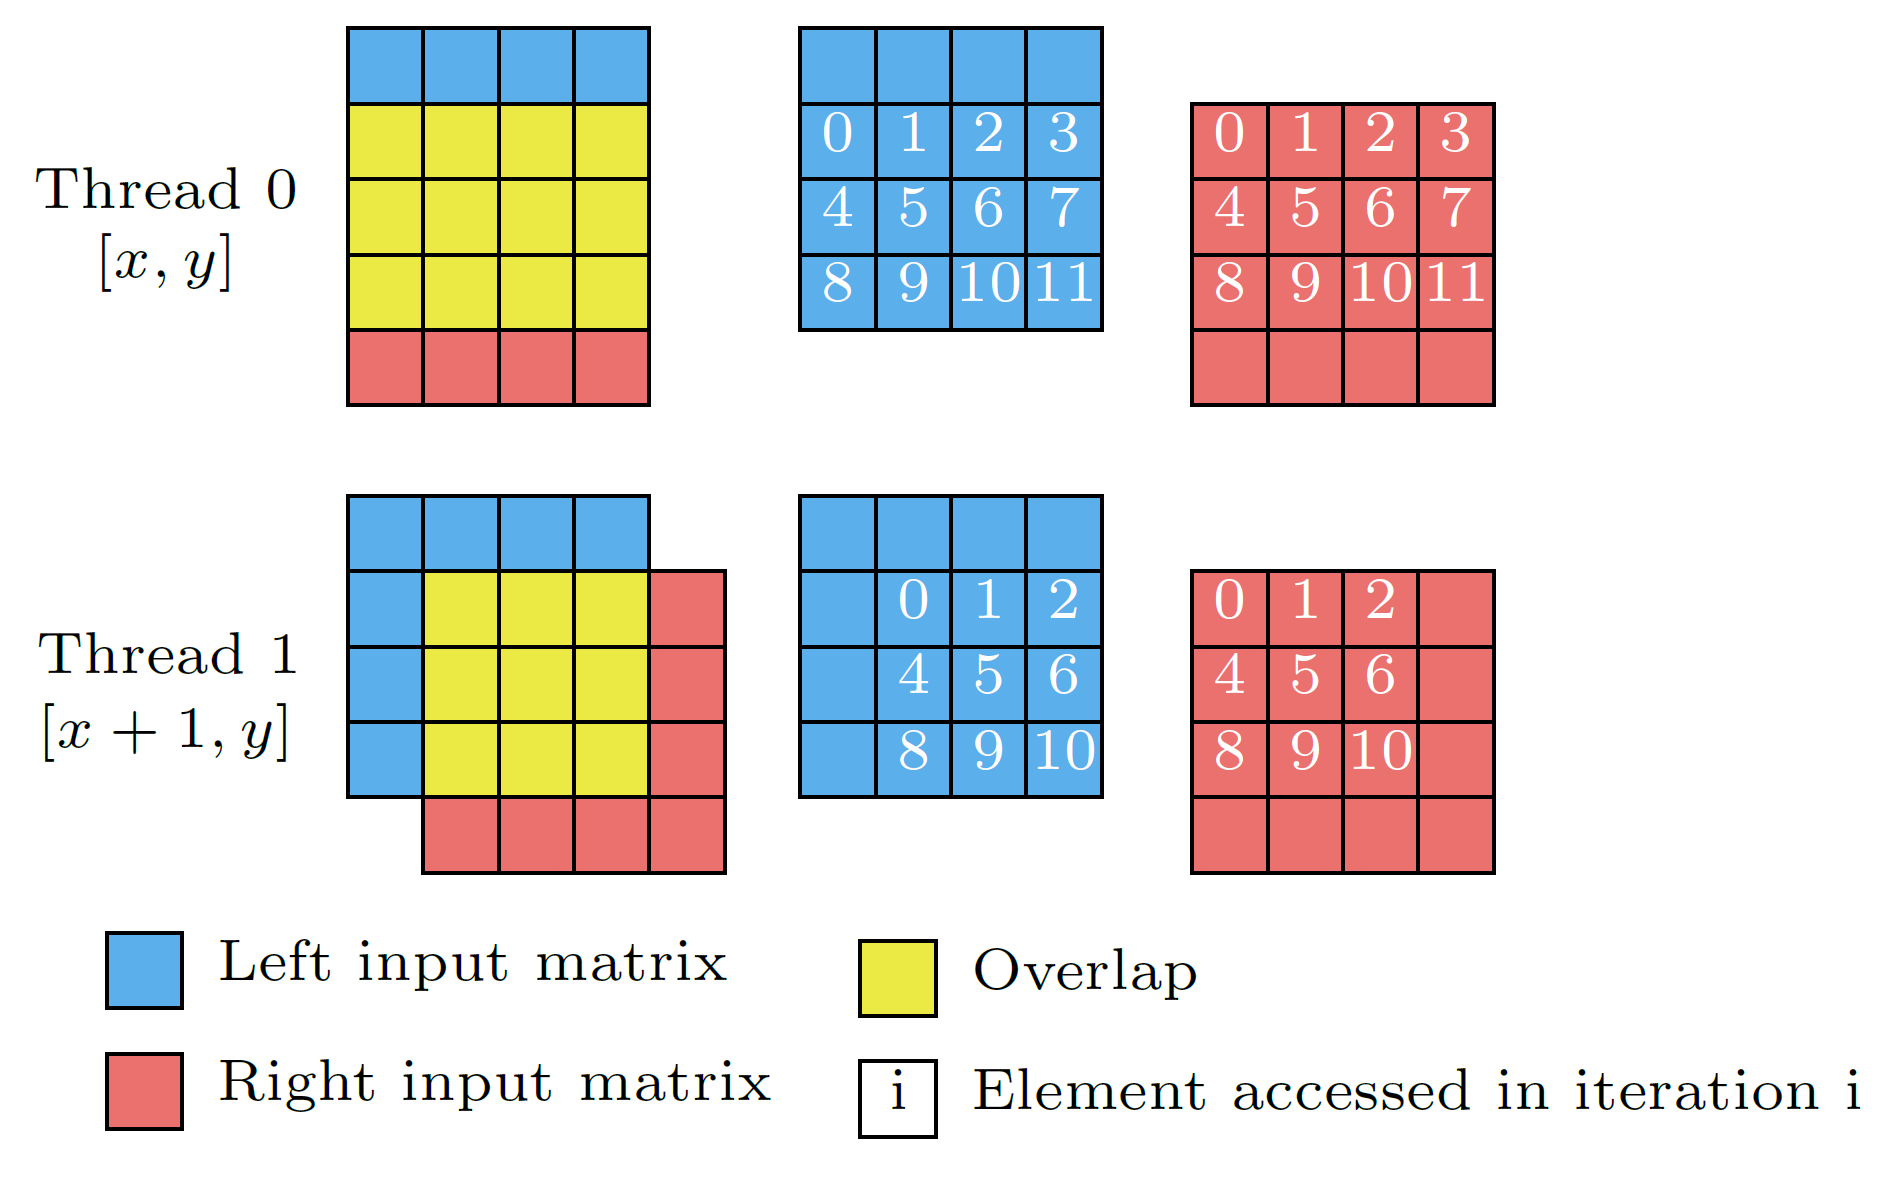 0 1 2 3
0 1 2 3
Thread 0
4 5 6 7
4 5 6 7
[x, y]
8 9 10 11
8 9 10 11
Thread 1
0 1 2
0 1 2
4 5 6
4 5 6
[x + 1, y]
8 9 10
8 9 10
Left input matrix
Overlap
Right input matrix
i
Element accessed in iteration i